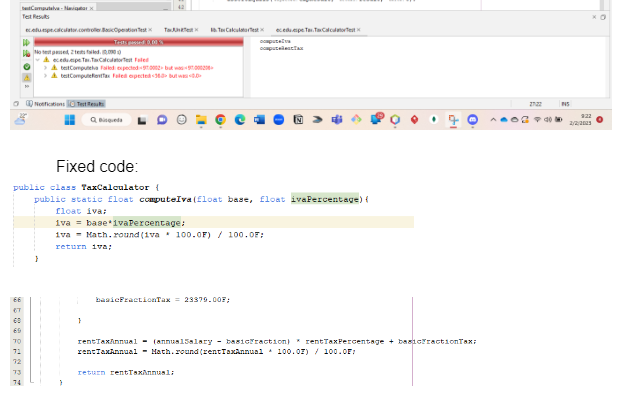 testComputeIva - Navigator ×
43
Test Results
ec.edu.espe.calculator.controller.BasicOperationTest × TaxUnitTest × lib.TaxCalculatorTest × ec.edu.espe.Tax.TaxCalculatorTest ×
Tests passed: 0.00 %
No test passed, 2 tests failed. (0.090 s)
ec.edu.espe.Tax.TaxCalculatorTest Failed
testComputeIva Failed: expected:<97.0002> but was:<97.000206>
testComputeRentTax Failed: expected:<36.0> but was:<0.0>
computeIva
computeRentTax
Notifications Test Results
27:22 INS
Búsqueda
8:22
2/2/2023
Fixed code:
public class TaxCalculator {
public static float computeIva(float base, float ivaPercentage){
float iva;
iva = base*ivaPercentage;
iva = Math.round(iva * 100.0F) / 100.0F;
return iva;
}
66 basicFractionTax = 23379.00F;
67
68 }
69
70 rentTaxAnnual = (annualSalary - basicFraction) * rentTaxPercentage + basicFractionTax;
71 rentTaxAnnual = Math.round(rentTaxAnnual * 100.0F) / 100.0F;
72
73 return rentTaxAnnual;
74 }